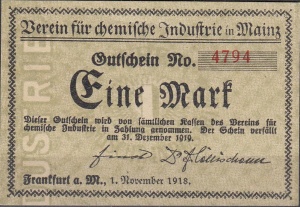 Verein für chemische Industrie in Mainz
Gutschein No. 4794
Eine Mark
Dieser Gutschein wird von sämtlichen Kassen des Vereins für
chemische Industrie in Zahlung genommen. Der Schein verfällt
am 31. Dezember 1919.
Frankfurt a. M., 1. November 1918.